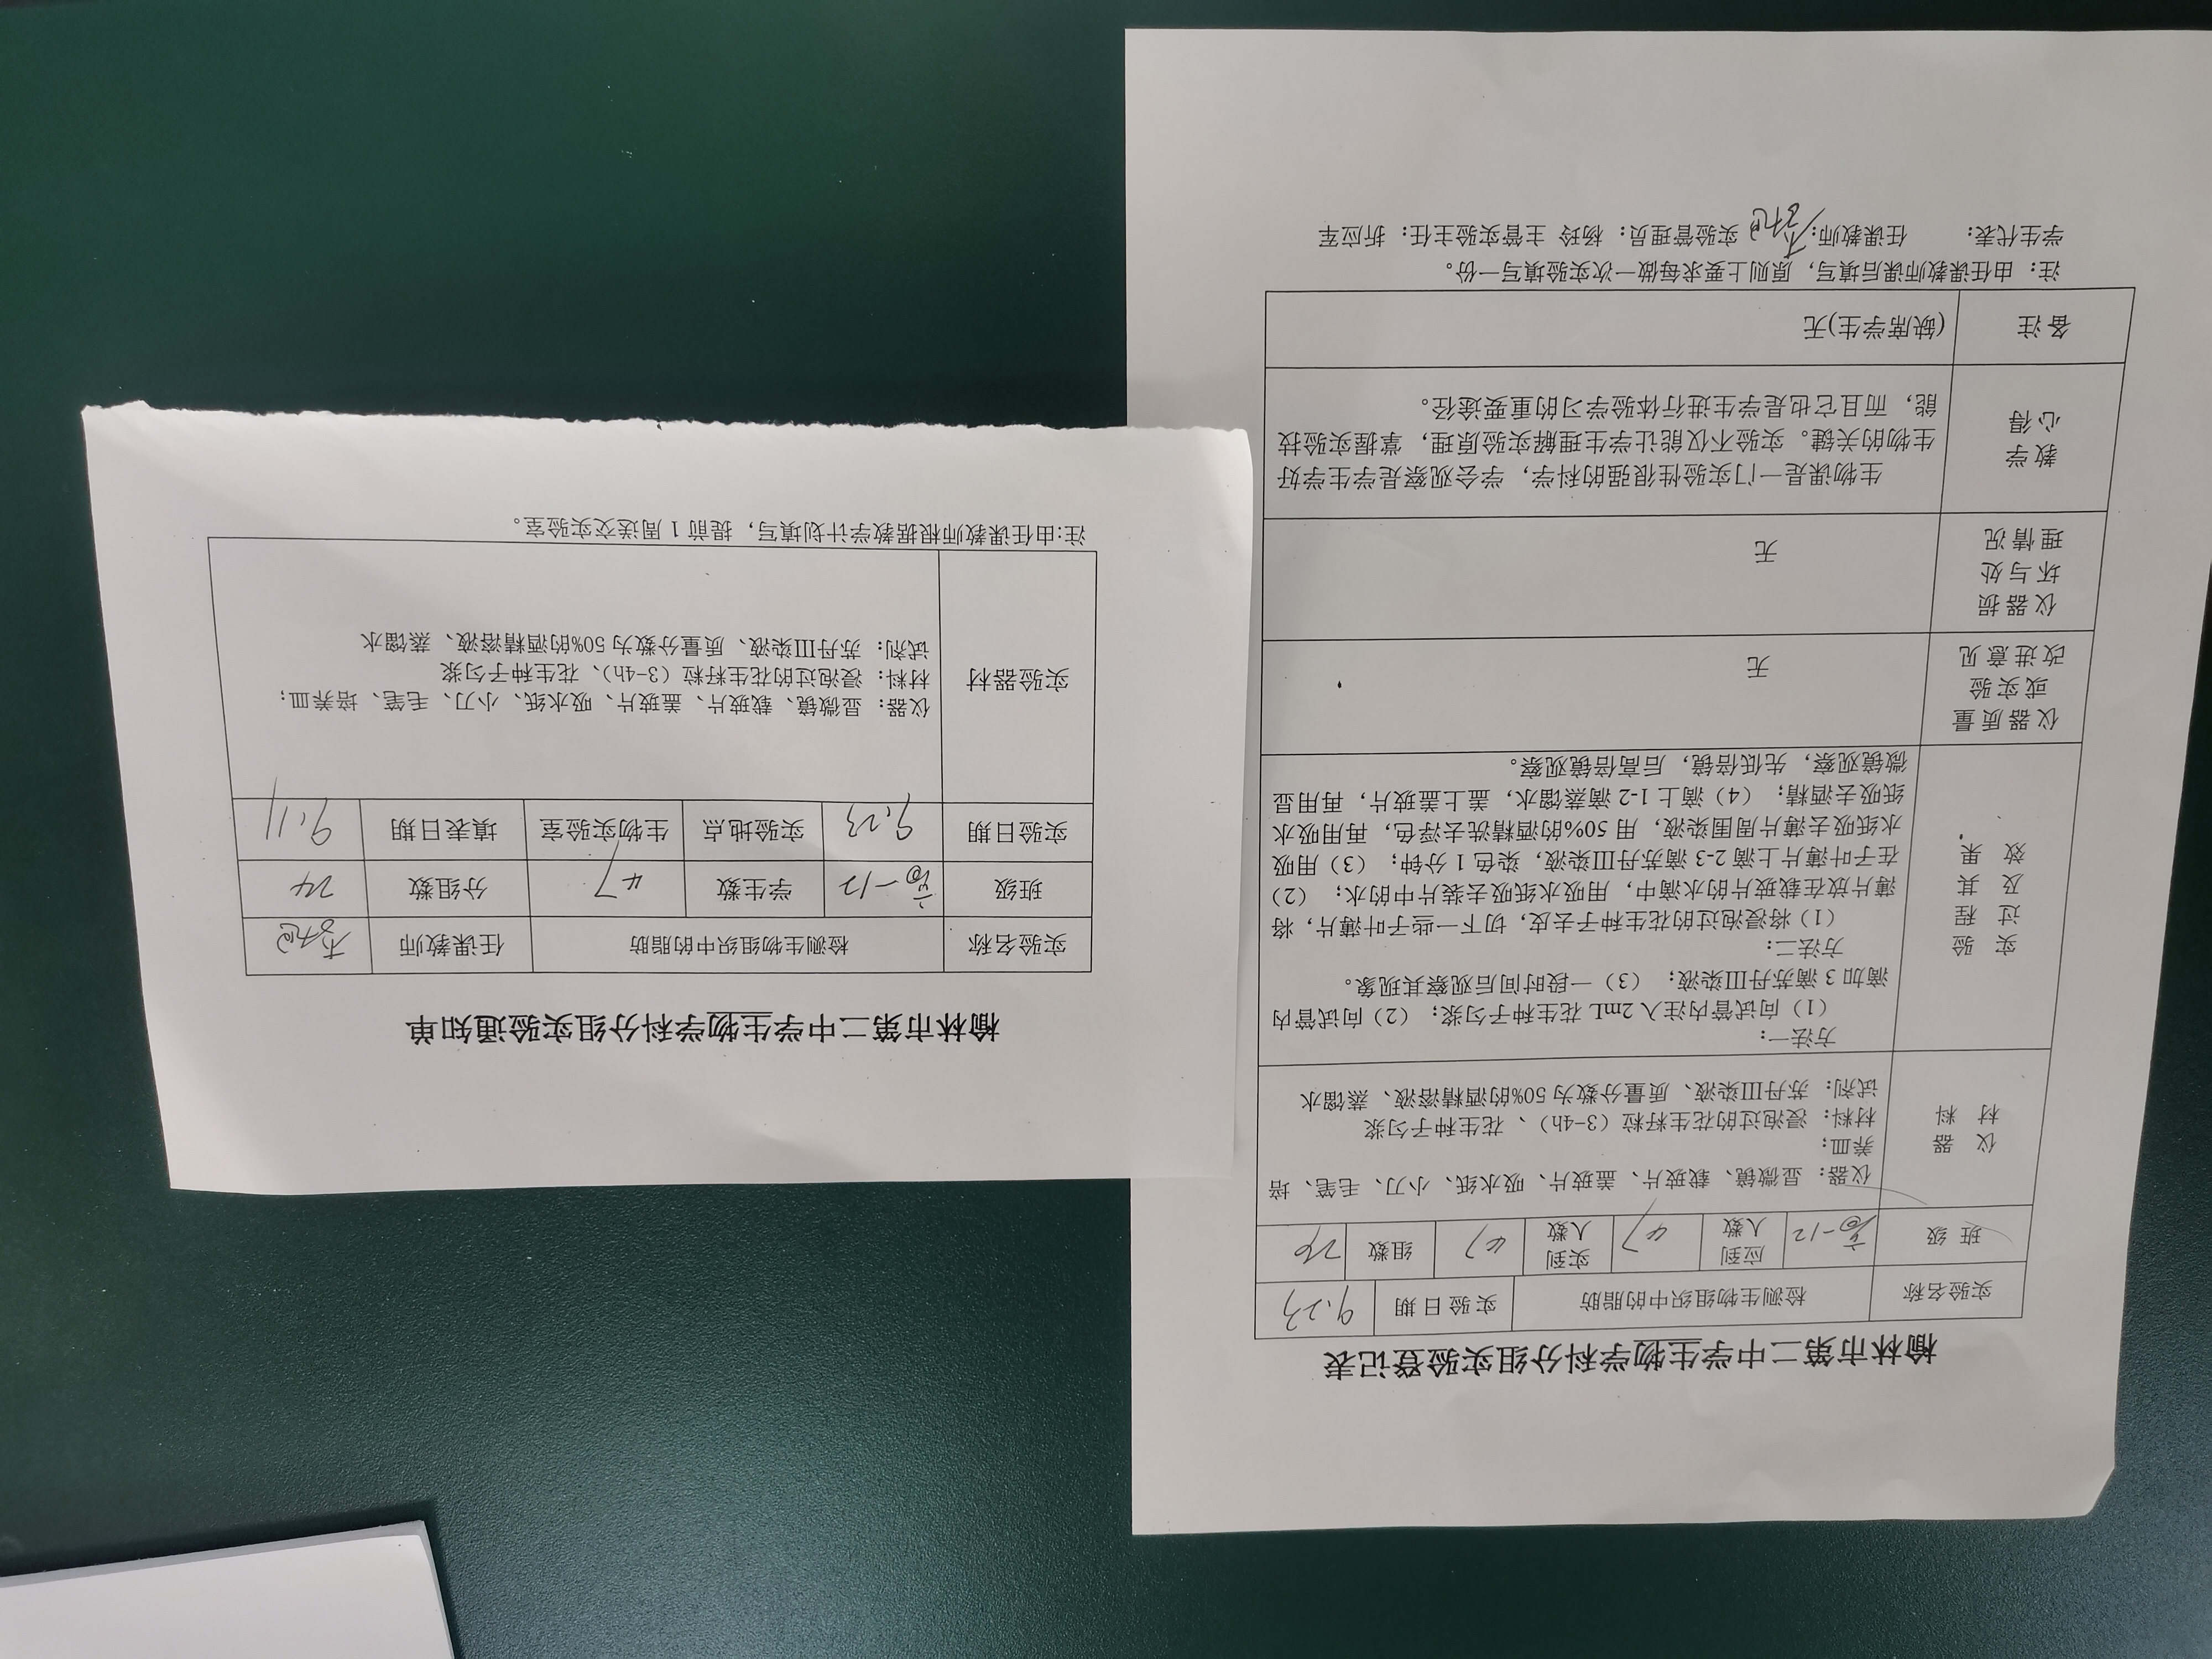 榆林市第二中学生物学科分组实验登记表
实验名称 检测生物组织中的脂肪 实验日期 9.23
班级 高一12 应到人数 47 实到人数 47 组数 24
仪器材料
仪器：显微镜、载玻片、盖玻片、吸水纸、小刀、毛笔、培
养皿；
材料：浸泡过的花生籽粒（3-4h）、花生种子匀浆
试剂：苏丹III染液、质量分数为50%的酒精溶液、蒸馏水
实验过程及其效果
方法一：
（1）向试管内注入2mL花生种子匀浆；（2）向试管内
滴加3滴苏丹III染液；（3）一段时间后观察其现象。
方法二：
（1）将浸泡过的花生种子去皮，切下一些子叶薄片，将
薄片放在载玻片的水滴中，用吸水纸吸去装片中的水；（2）
在子叶薄片上滴2-3滴苏丹III染液，染色1分钟；（3）用吸
水纸吸去薄片周围染液，用50%的酒精洗去浮色，再用吸水
纸吸去酒精；（4）滴上1-2滴蒸馏水，盖上盖玻片，再用显
微镜观察，先低倍镜，后高倍镜观察。
仪器质量
或实验
改进意见
无
仪器损
坏与处
理情况
无
教学
心得
生物课是一门实验性很强的科学，学会观察是学生学好
生物的关键。实验不仅能让学生理解实验原理，掌握实验技
能，而且它也是学生进行体验学习的重要途径。
备注 (缺席学生)无
注：由任课教师课后填写，原则上要求每做一次实验填写一份。
学生代表： 任课教师： 实验管理员：杨玲 主管实验主任：折应军
榆林市第二中学生物学科分组实验通知单
实验名称 检测生物组织中的脂肪 任课教师
班级 高一12 学生数 47 分组数 24
实验日期 9.23 实验地点 生物实验室 填表日期 9.11
实验器材
仪器：显微镜、载玻片、盖玻片、吸水纸、小刀、毛笔、培养皿；
材料：浸泡过的花生籽粒（3-4h）、花生种子匀浆
试剂：苏丹III染液、质量分数为50%的酒精溶液、蒸馏水
注:由任课教师根据教学计划填写，提前1周送交实验室。